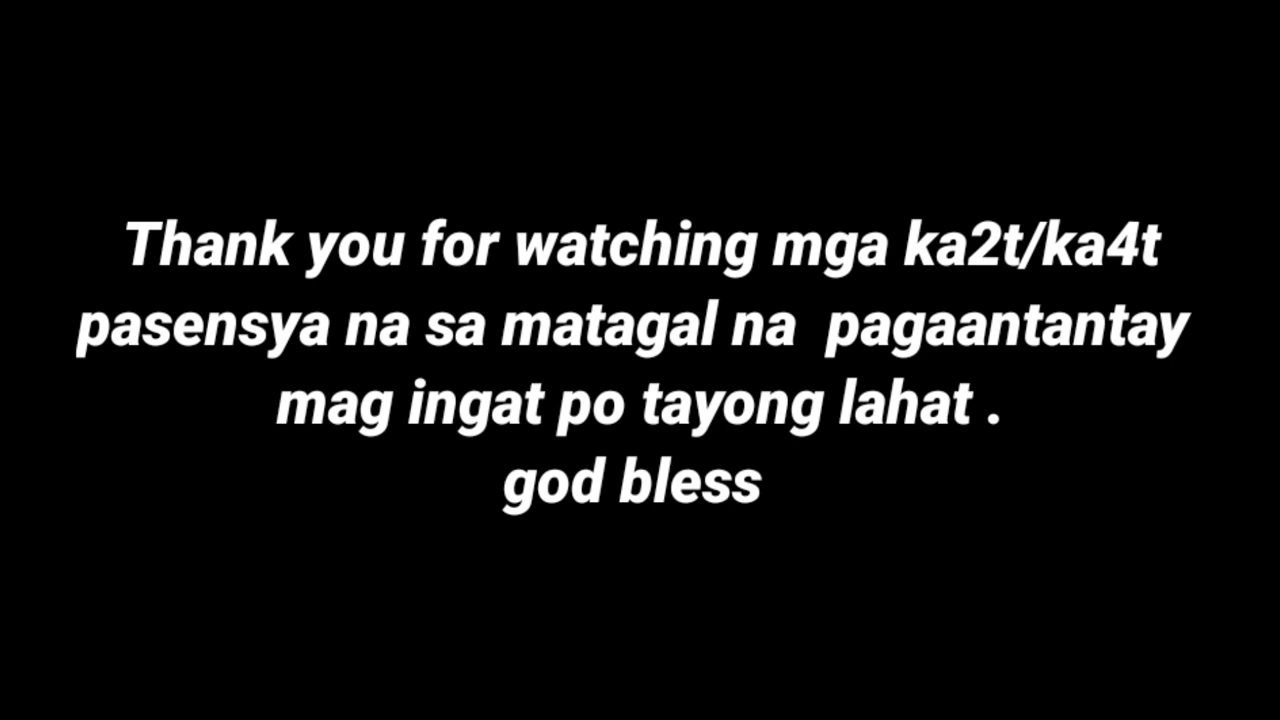 Thank you for watching mga ka2t/ka4t
pasensya na sa matagal na  pagaantantay
mag ingat po tayong lahat .
god bless